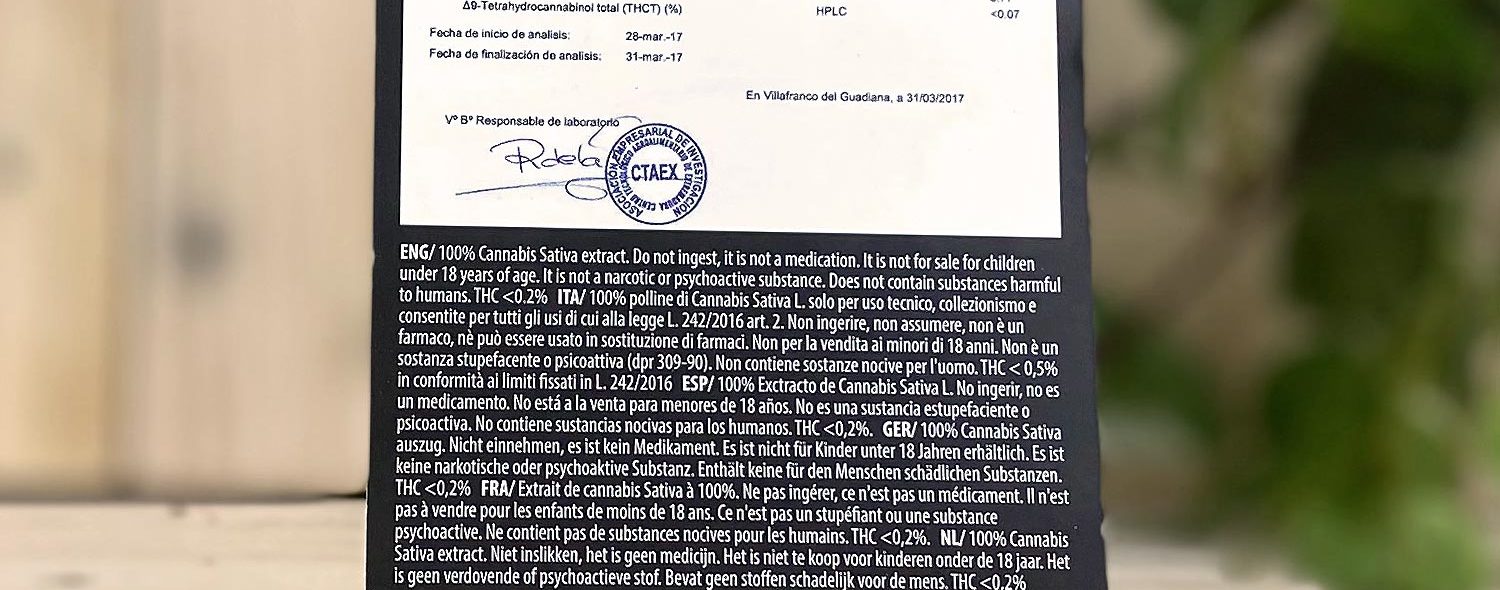 Δ9-Tetrahydrocannabinol total (THCT) (%) HPLC <0.07
Fecha de inicio de analisis: 28-mar.-17
Fecha de finalización de analisis: 31-mar.-17
En Villafranco del Guadiana, a 31/03/2017
Vº Bº Responsable de laboratorio
ASOCIACION EMPRESARIAL DE INVESTIGACION
CENTRO TECNOLÓGICO AGROALIMENTARIO DE EXTREMADURA
CTAEX
ENG/ 100% Cannabis Sativa extract. Do not ingest, it is not a medication. It is not for sale for children
under 18 years of age. It is not a narcotic or psychoactive substance. Does not contain substances harmful
to humans. THC <0.2% ITA/ 100% polline di Cannabis Sativa L. solo per uso tecnico, collezionismo e
consentite per tutti gli usi di cui alla legge L. 242/2016 art. 2. Non ingerire, non assumere, non è un
farmaco, nè può essere usato in sostituzione di farmaci. Non per la vendita ai minori di 18 anni. Non è un
sostanza stupefacente o psicoattiva (dpr 309-90). Non contiene sostanze nocive per l'uomo. THC < 0,5%
in conformità ai limiti fissati in L. 242/2016 ESP/ 100% Exctracto de Cannabis Sativa L. No ingerir, no es
un medicamento. No está a la venta para menores de 18 años. No es una sustancia estupefaciente o
psicoactiva. No contiene sustancias nocivas para los humanos. THC <0,2%. GER/ 100% Cannabis Sativa
auszug. Nicht einnehmen, es ist kein Medikament. Es ist nicht für Kinder unter 18 Jahren erhältlich. Es ist
keine narkotische oder psychoaktive Substanz. Enthält keine für den Menschen schädlichen Substanzen.
THC <0,2% FRA/ Extrait de cannabis Sativa à 100%. Ne pas ingérer, ce n'est pas un médicament. Il n'est
pas à vendre pour les enfants de moins de 18 ans. Ce n'est pas un stupéfiant ou une substance
psychoactive. Ne contient pas de substances nocives pour les humains. THC <0,2%. NL/ 100% Cannabis
Sativa extract. Niet inslikken, het is geen medicijn. Het is niet te koop voor kinderen onder de 18 jaar. Het
is geen verdovende of psychoactieve stof. Bevat geen stoffen schadelijk voor de mens. THC <0.2%